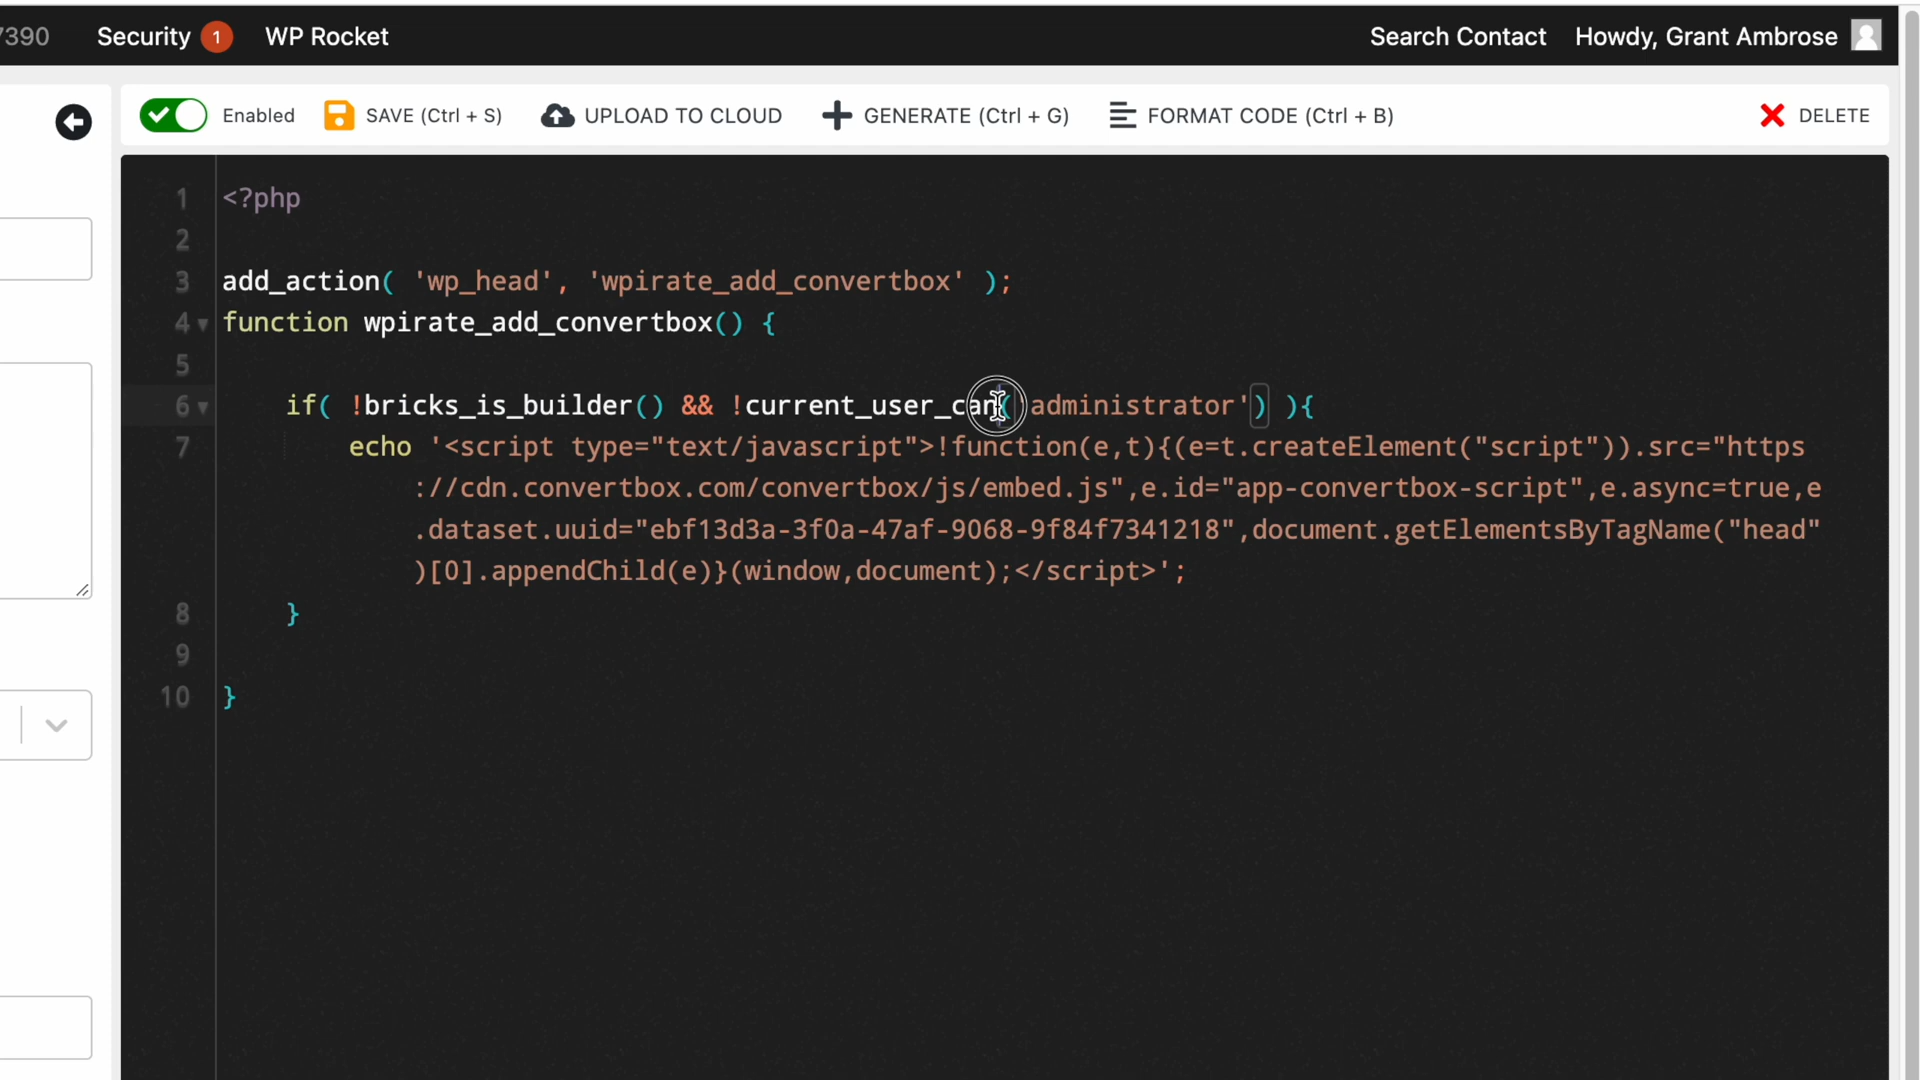 7390 Security 1 WP Rocket Search Contact Howdy, Grant Ambrose
Enabled SAVE (Ctrl + S) UPLOAD TO CLOUD GENERATE (Ctrl + G) FORMAT CODE (Ctrl + B) DELETE
1 <?php
2
3 add_action( 'wp_head', 'wpirate_add_convertbox' );
4 function wpirate_add_convertbox() {
5
6 if( !bricks_is_builder() && !current_user_can('administrator') ){
7 echo '<script type="text/javascript">!function(e,t){(e=t.createElement("script")).src="https
://cdn.convertbox.com/convertbox/js/embed.js",e.id="app-convertbox-script",e.async=true,e
.dataset.uuid="ebf13d3a-3f0a-47af-9068-9f84f7341218",document.getElementsByTagName("head"
)[0].appendChild(e)}(window,document);</script>';
8 }
9
10 }